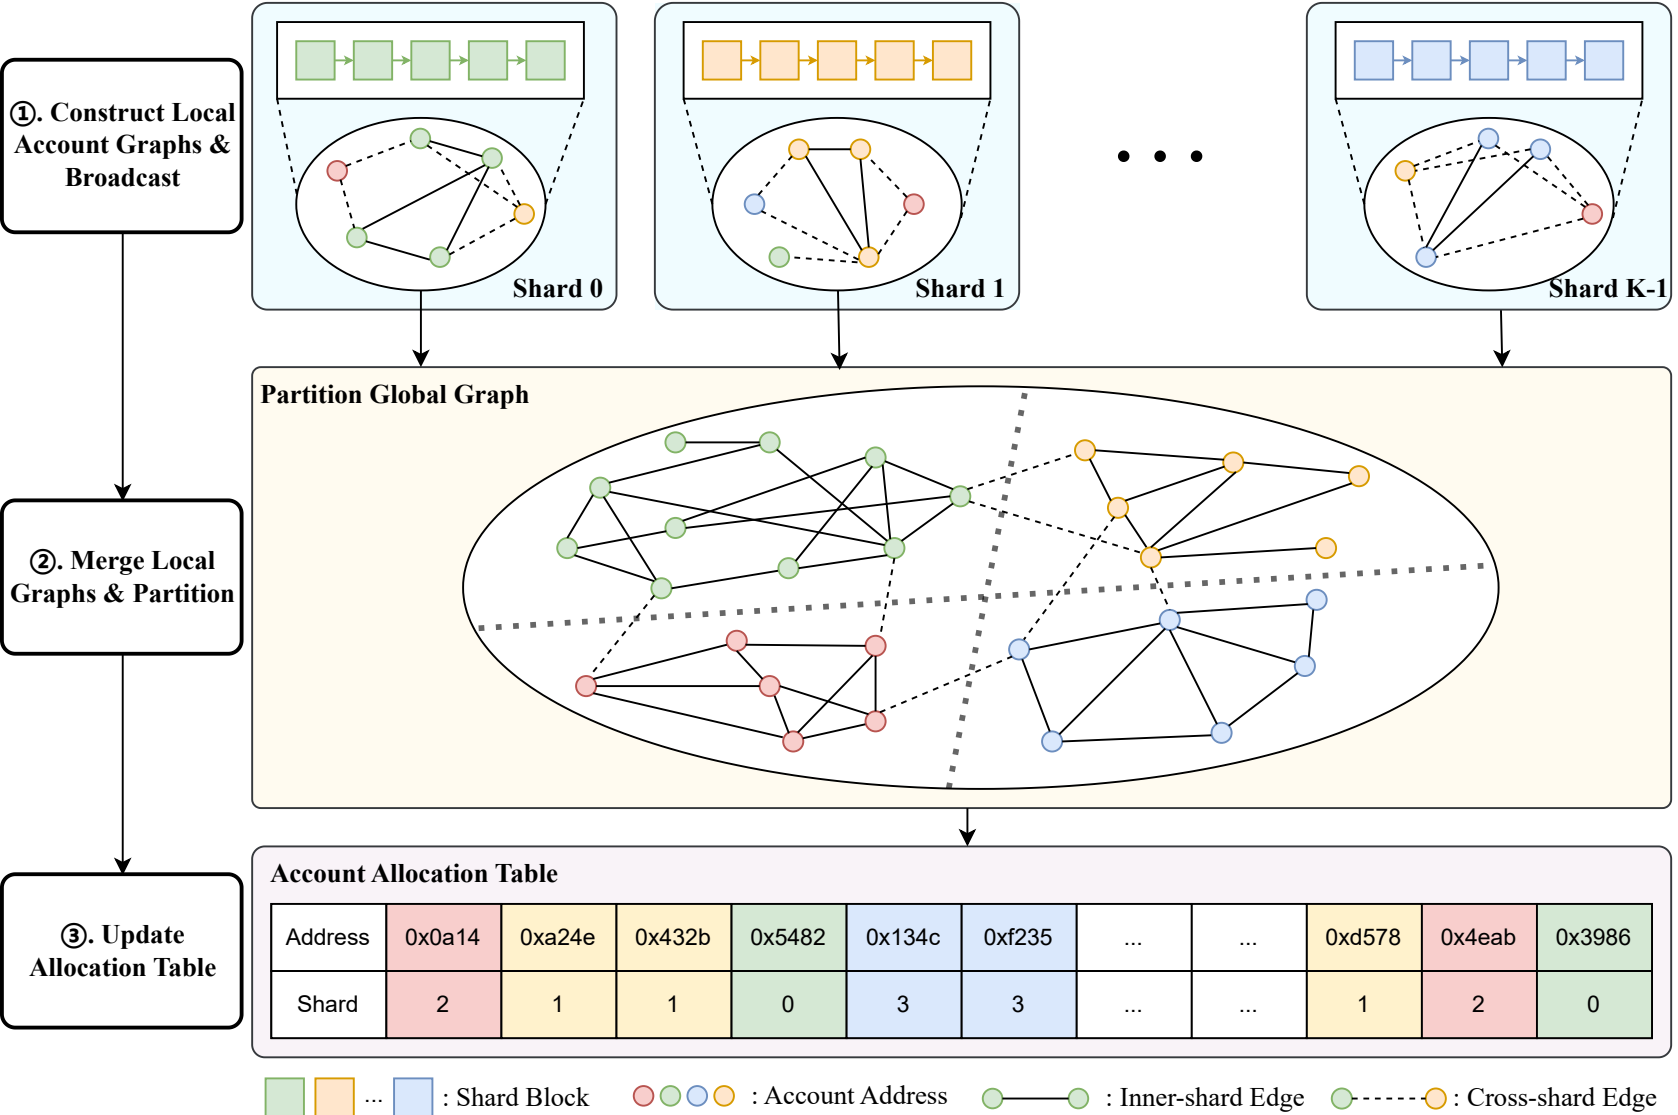 ①. Construct Local
Account Graphs &
Broadcast
Shard 0
Shard 1
Shard K-1
Partition Global Graph
②. Merge Local
Graphs & Partition
Account Allocation Table
③. Update
Allocation Table
Address 0x0a14 0xa24e 0x432b 0x5482 0x134c 0xf235 ... ... 0xd578 0x4eab 0x3986
Shard 2 1 1 0 3 3 ... ... 1 2 0
... : Shard Block : Account Address : Inner-shard Edge : Cross-shard Edge